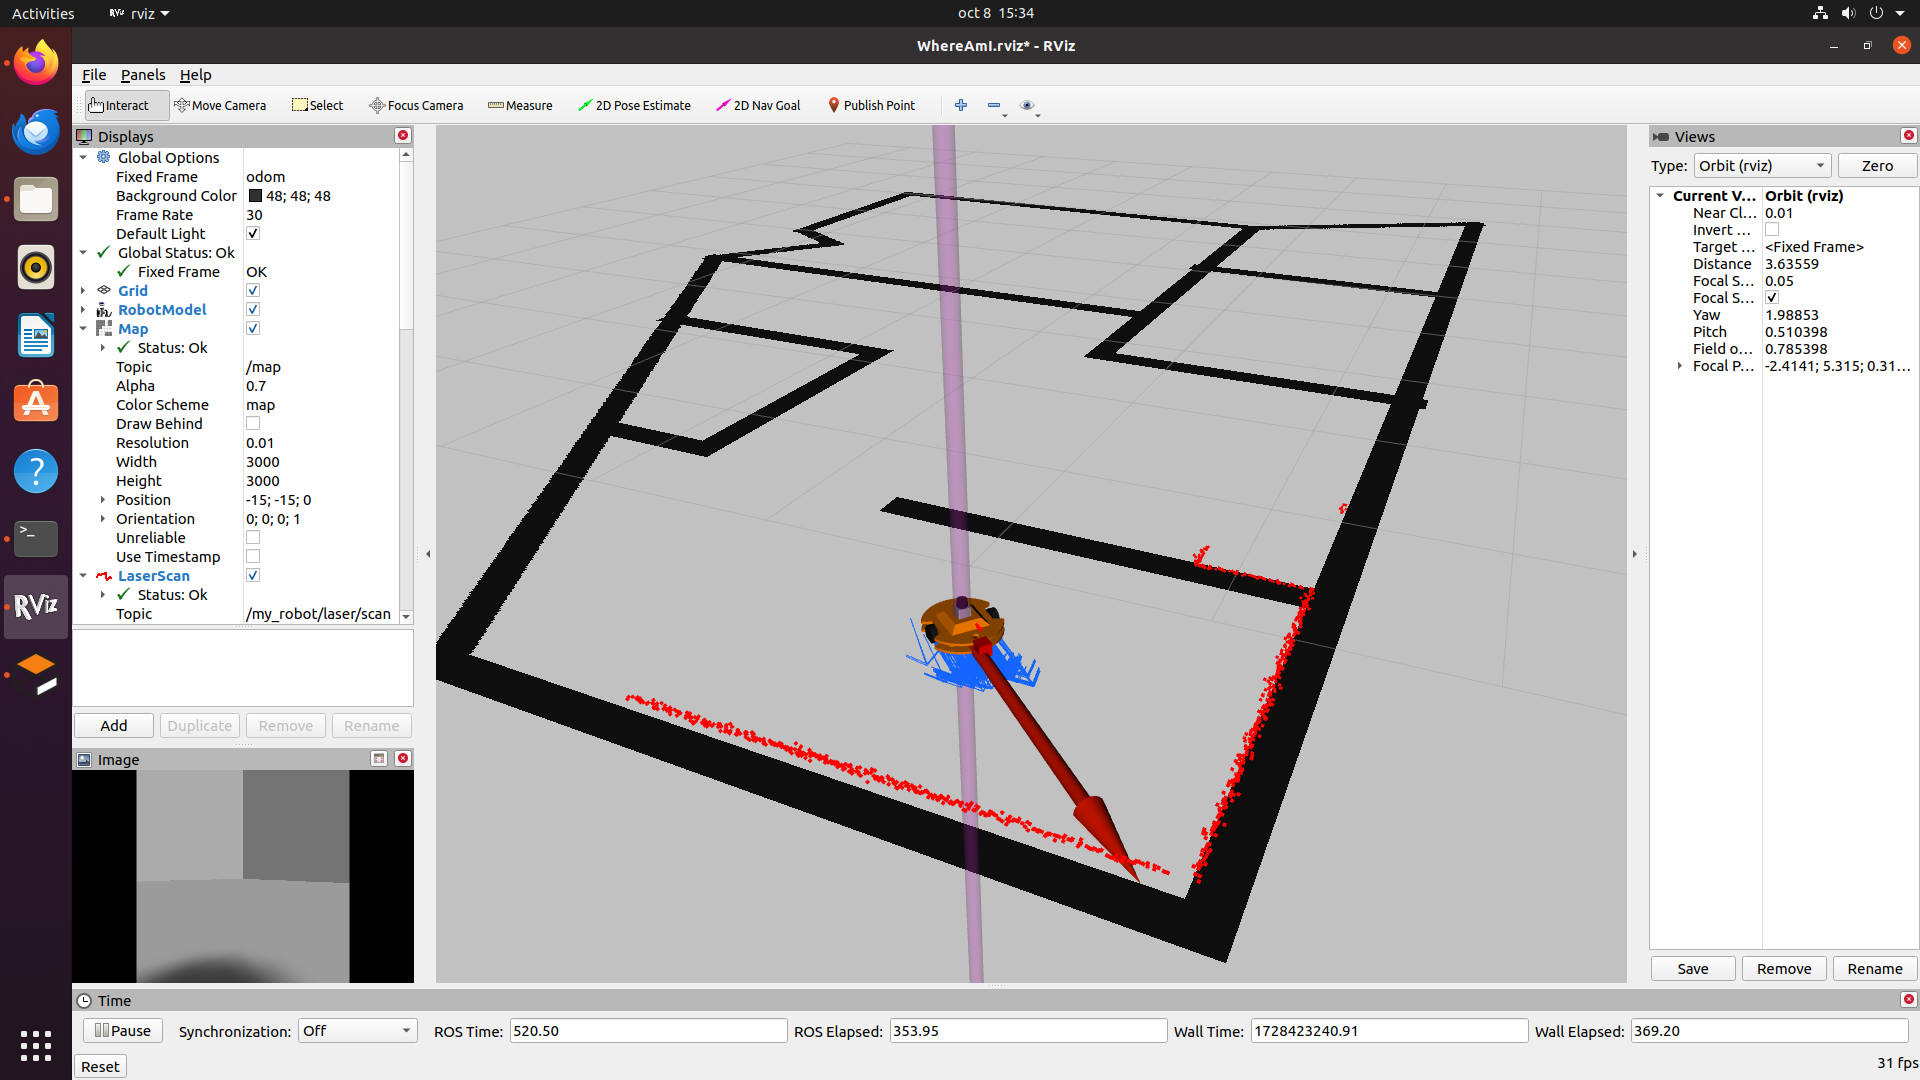 Activities
RViz rviz
oct 8 15:34
WhereAmI.rviz* - RViz
File Panels Help
Interact Move Camera Select Focus Camera Measure 2D Pose Estimate 2D Nav Goal Publish Point
Displays
Global Options
Fixed Frame odom
Background Color 48; 48; 48
Frame Rate 30
Default Light
Global Status: Ok
Fixed Frame OK
Grid
RobotModel
Map
Status: Ok
Topic /map
Alpha 0.7
Color Scheme map
Draw Behind
Resolution 0.01
Width 3000
Height 3000
Position -15; -15; 0
Orientation 0; 0; 0; 1
Unreliable
Use Timestamp
LaserScan
Status: Ok
Topic /my_robot/laser/scan
Add Duplicate Remove Rename
Image
RViz
Views
Type: Orbit (rviz) Zero
Current V... Orbit (rviz)
Near Cl... 0.01
Invert ...
Target ... <Fixed Frame>
Distance 3.63559
Focal S... 0.05
Focal S...
Yaw 1.98853
Pitch 0.510398
Field o... 0.785398
Focal P... -2.4141; 5.315; 0.31...
Save Remove Rename
Time
Pause Synchronization: Off ROS Time: 520.50 ROS Elapsed: 353.95 Wall Time: 1728423240.91 Wall Elapsed: 369.20
Reset
31 fps